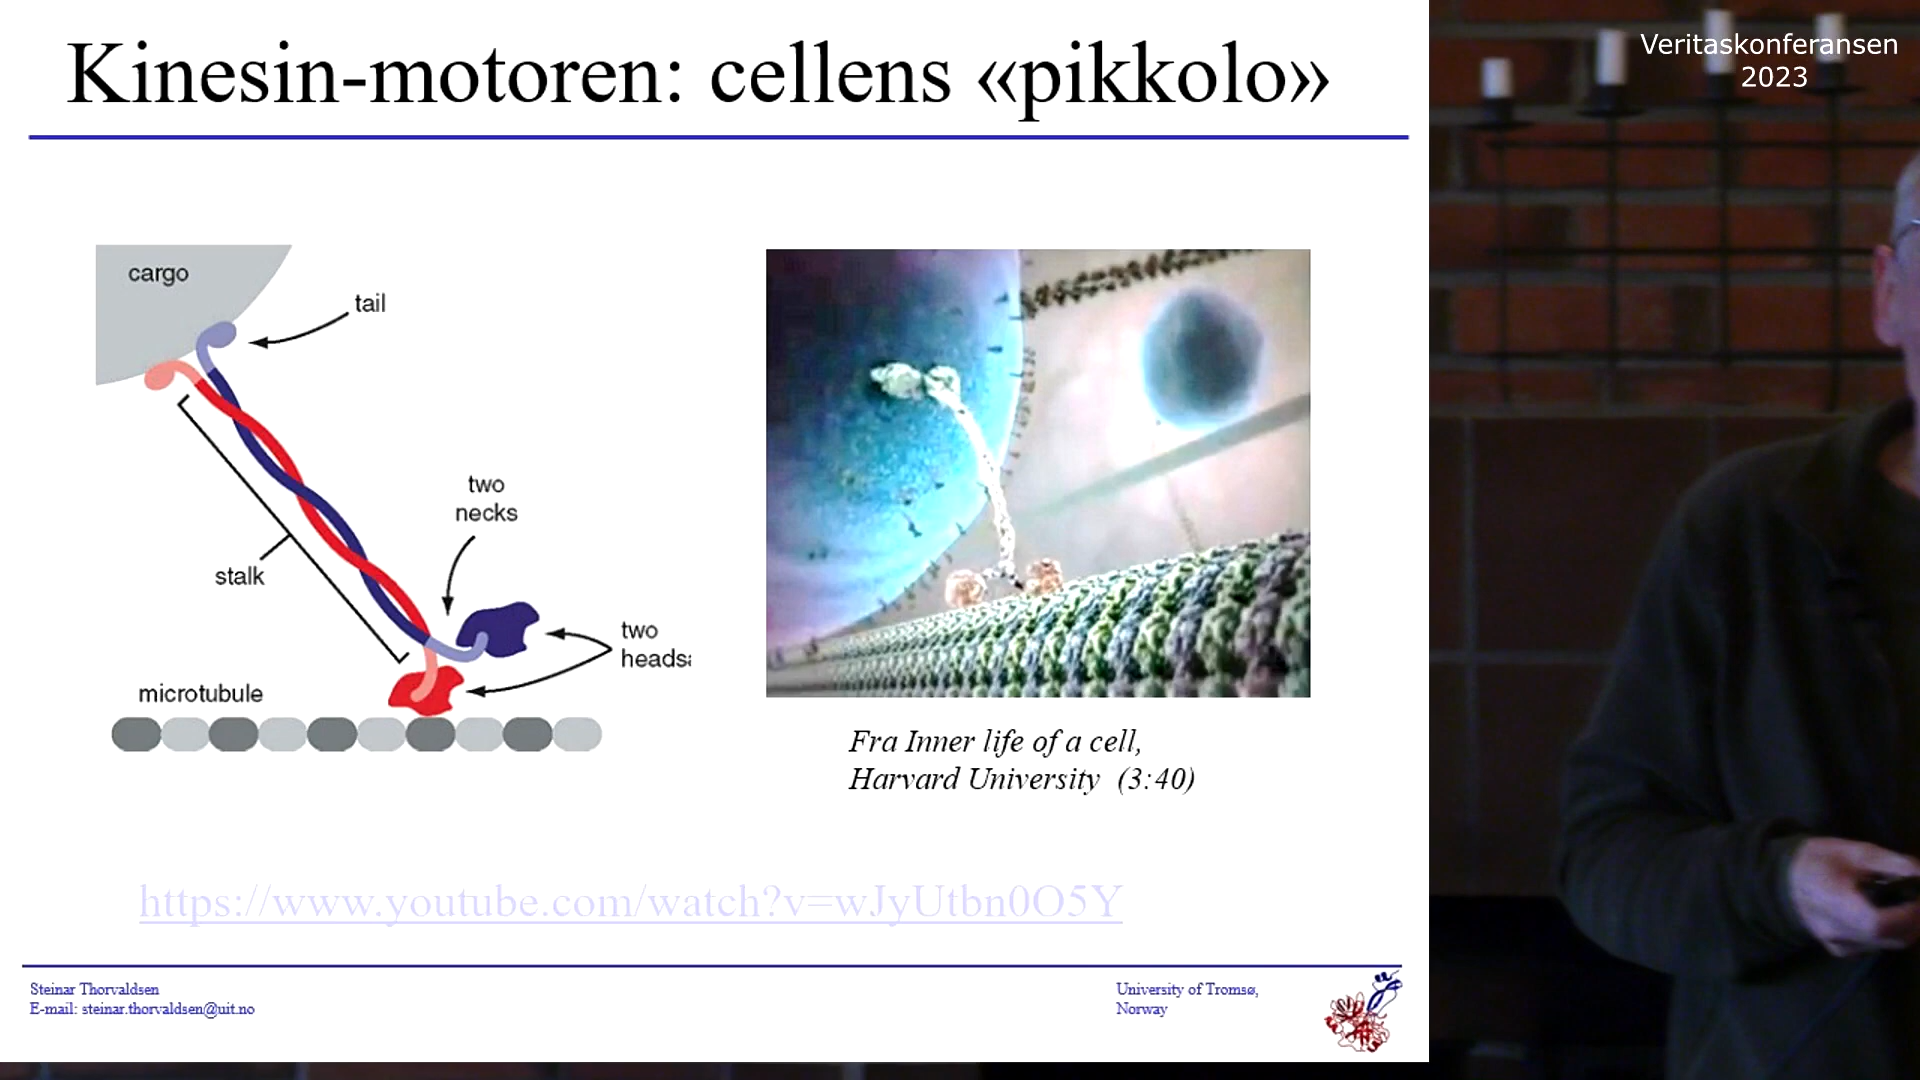 Kinesin-motoren: cellens «pikkolo»
Veritaskonferansen
2023
cargo
tail
two
necks
stalk
two
heads
microtubule
Fra Inner life of a cell,
Harvard University (3:40)
https://www.youtube.com/watch?v=wJyUtbn0O5Y
Steinar Thorvaldsen
E-mail: steinar.thorvaldsen@uit.no
University of Tromsø,
Norway